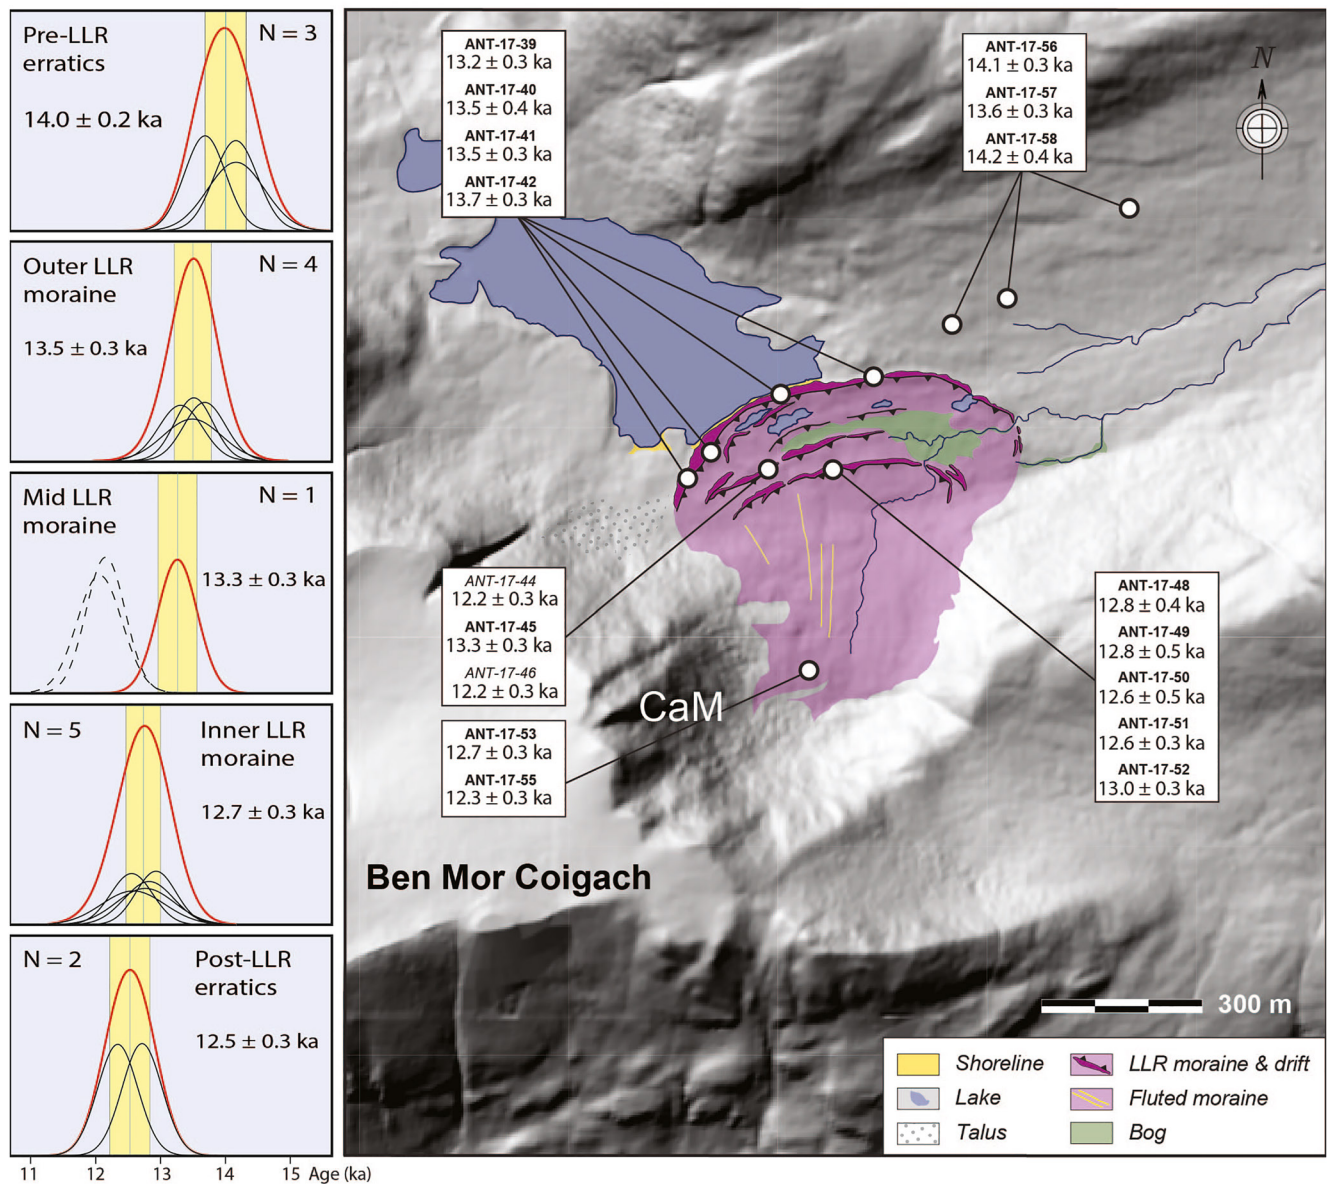 Pre-LLR
erratics
N = 3
14.0 ± 0.2 ka
Outer LLR
moraine
N = 4
13.5 ± 0.3 ka
Mid LLR
moraine
N = 1
13.3 ± 0.3 ka
N = 5
Inner LLR
moraine
12.7 ± 0.3 ka
N = 2
Post-LLR
erratics
12.5 ± 0.3 ka
11 12 13 14 15 Age (ka)
ANT-17-39
13.2 ± 0.3 ka
ANT-17-40
13.5 ± 0.4 ka
ANT-17-41
13.5 ± 0.3 ka
ANT-17-42
13.7 ± 0.3 ka
ANT-17-56
14.1 ± 0.3 ka
ANT-17-57
13.6 ± 0.3 ka
ANT-17-58
14.2 ± 0.4 ka
N
ANT-17-44
12.2 ± 0.3 ka
ANT-17-45
13.3 ± 0.3 ka
ANT-17-46
12.2 ± 0.3 ka
ANT-17-53
12.7 ± 0.3 ka
ANT-17-55
12.3 ± 0.3 ka
ANT-17-48
12.8 ± 0.4 ka
ANT-17-49
12.8 ± 0.5 ka
ANT-17-50
12.6 ± 0.5 ka
ANT-17-51
12.6 ± 0.3 ka
ANT-17-52
13.0 ± 0.3 ka
CaM
Ben Mor Coigach
300 m
Shoreline
Lake
Talus
LLR moraine & drift
Fluted moraine
Bog